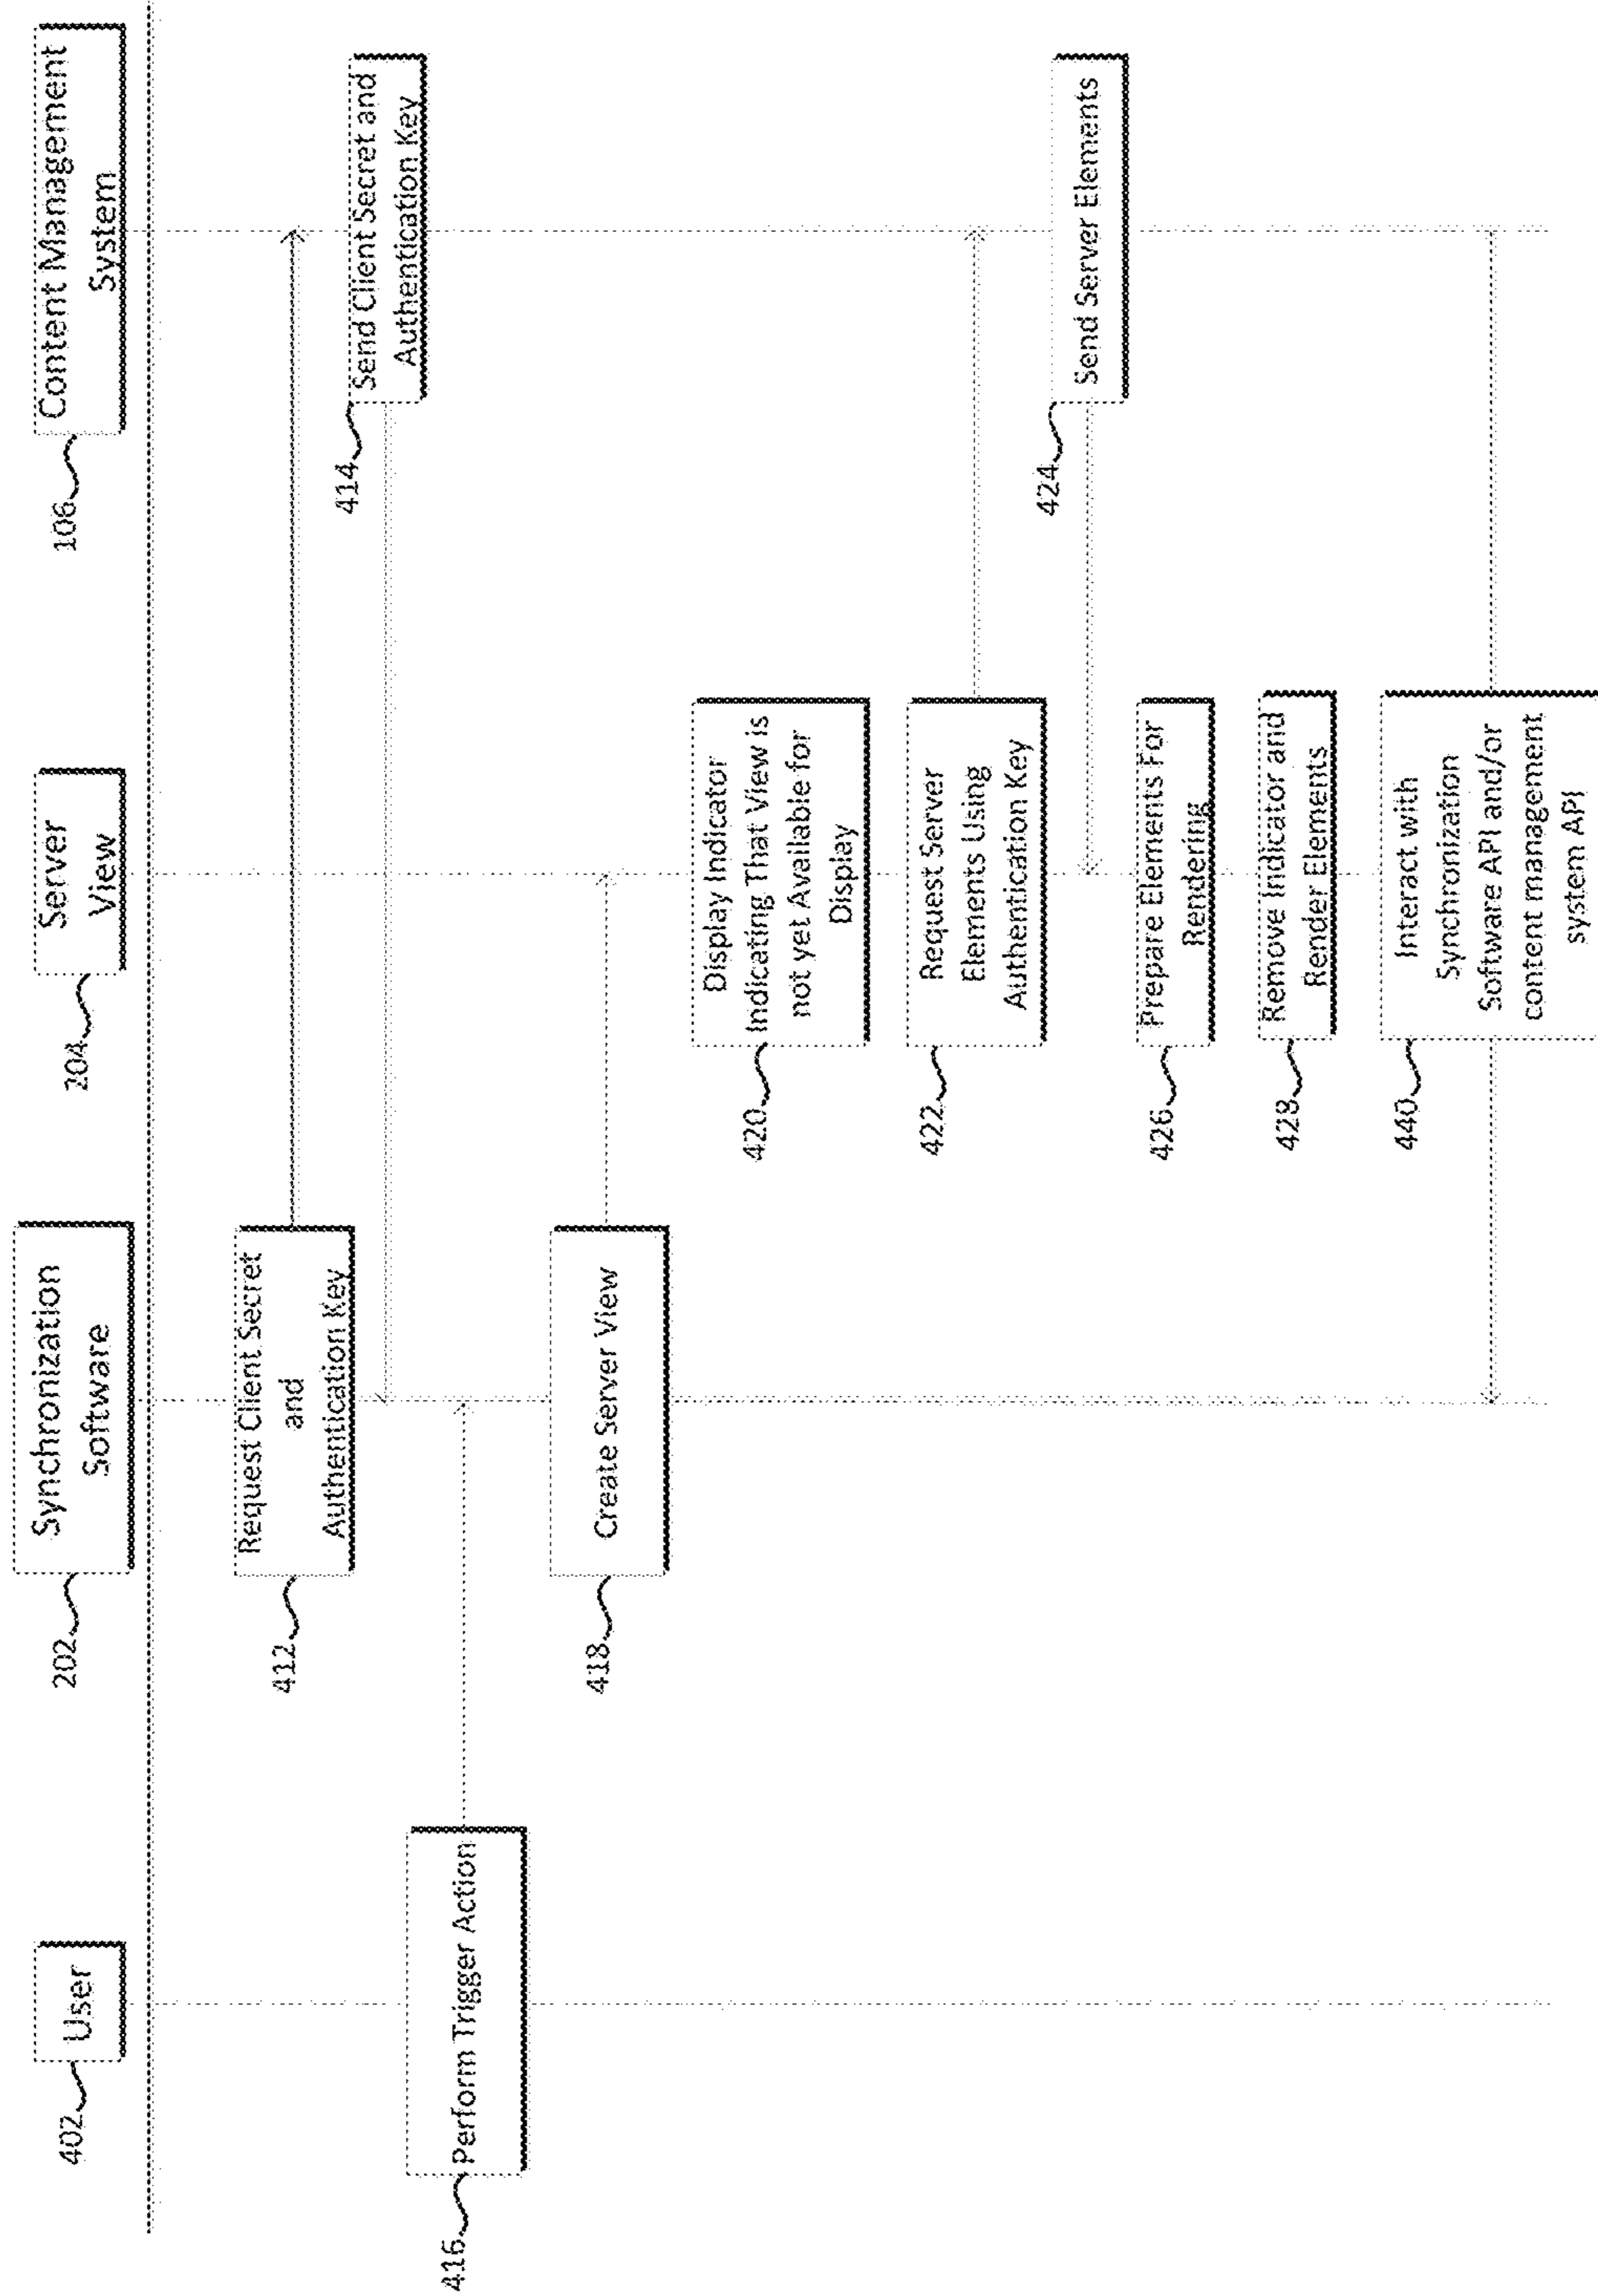 402
User
202
Synchronization
Software
204
Server
View
106
Content Management
System
412
Request Client Secret
and
Authentication Key
414
Send Client Secret and
Authentication Key
416
Perform Trigger Action
418
Create Server View
420
Display Indicator
Indicating That View is
not yet Available for
Display
422
Request Server
Elements Using
Authentication Key
424
Send Server Elements
426
Prepare Elements For
Rendering
428
Remove Indicator and
Render Elements
440
Interact with
Synchronization
Software API and/or
content management
system API